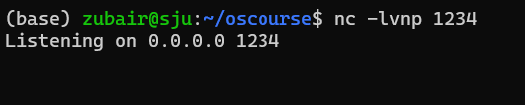 (base) zubair@sju:~/oscourse$ nc -lvnp 1234
Listening on 0.0.0.0 1234